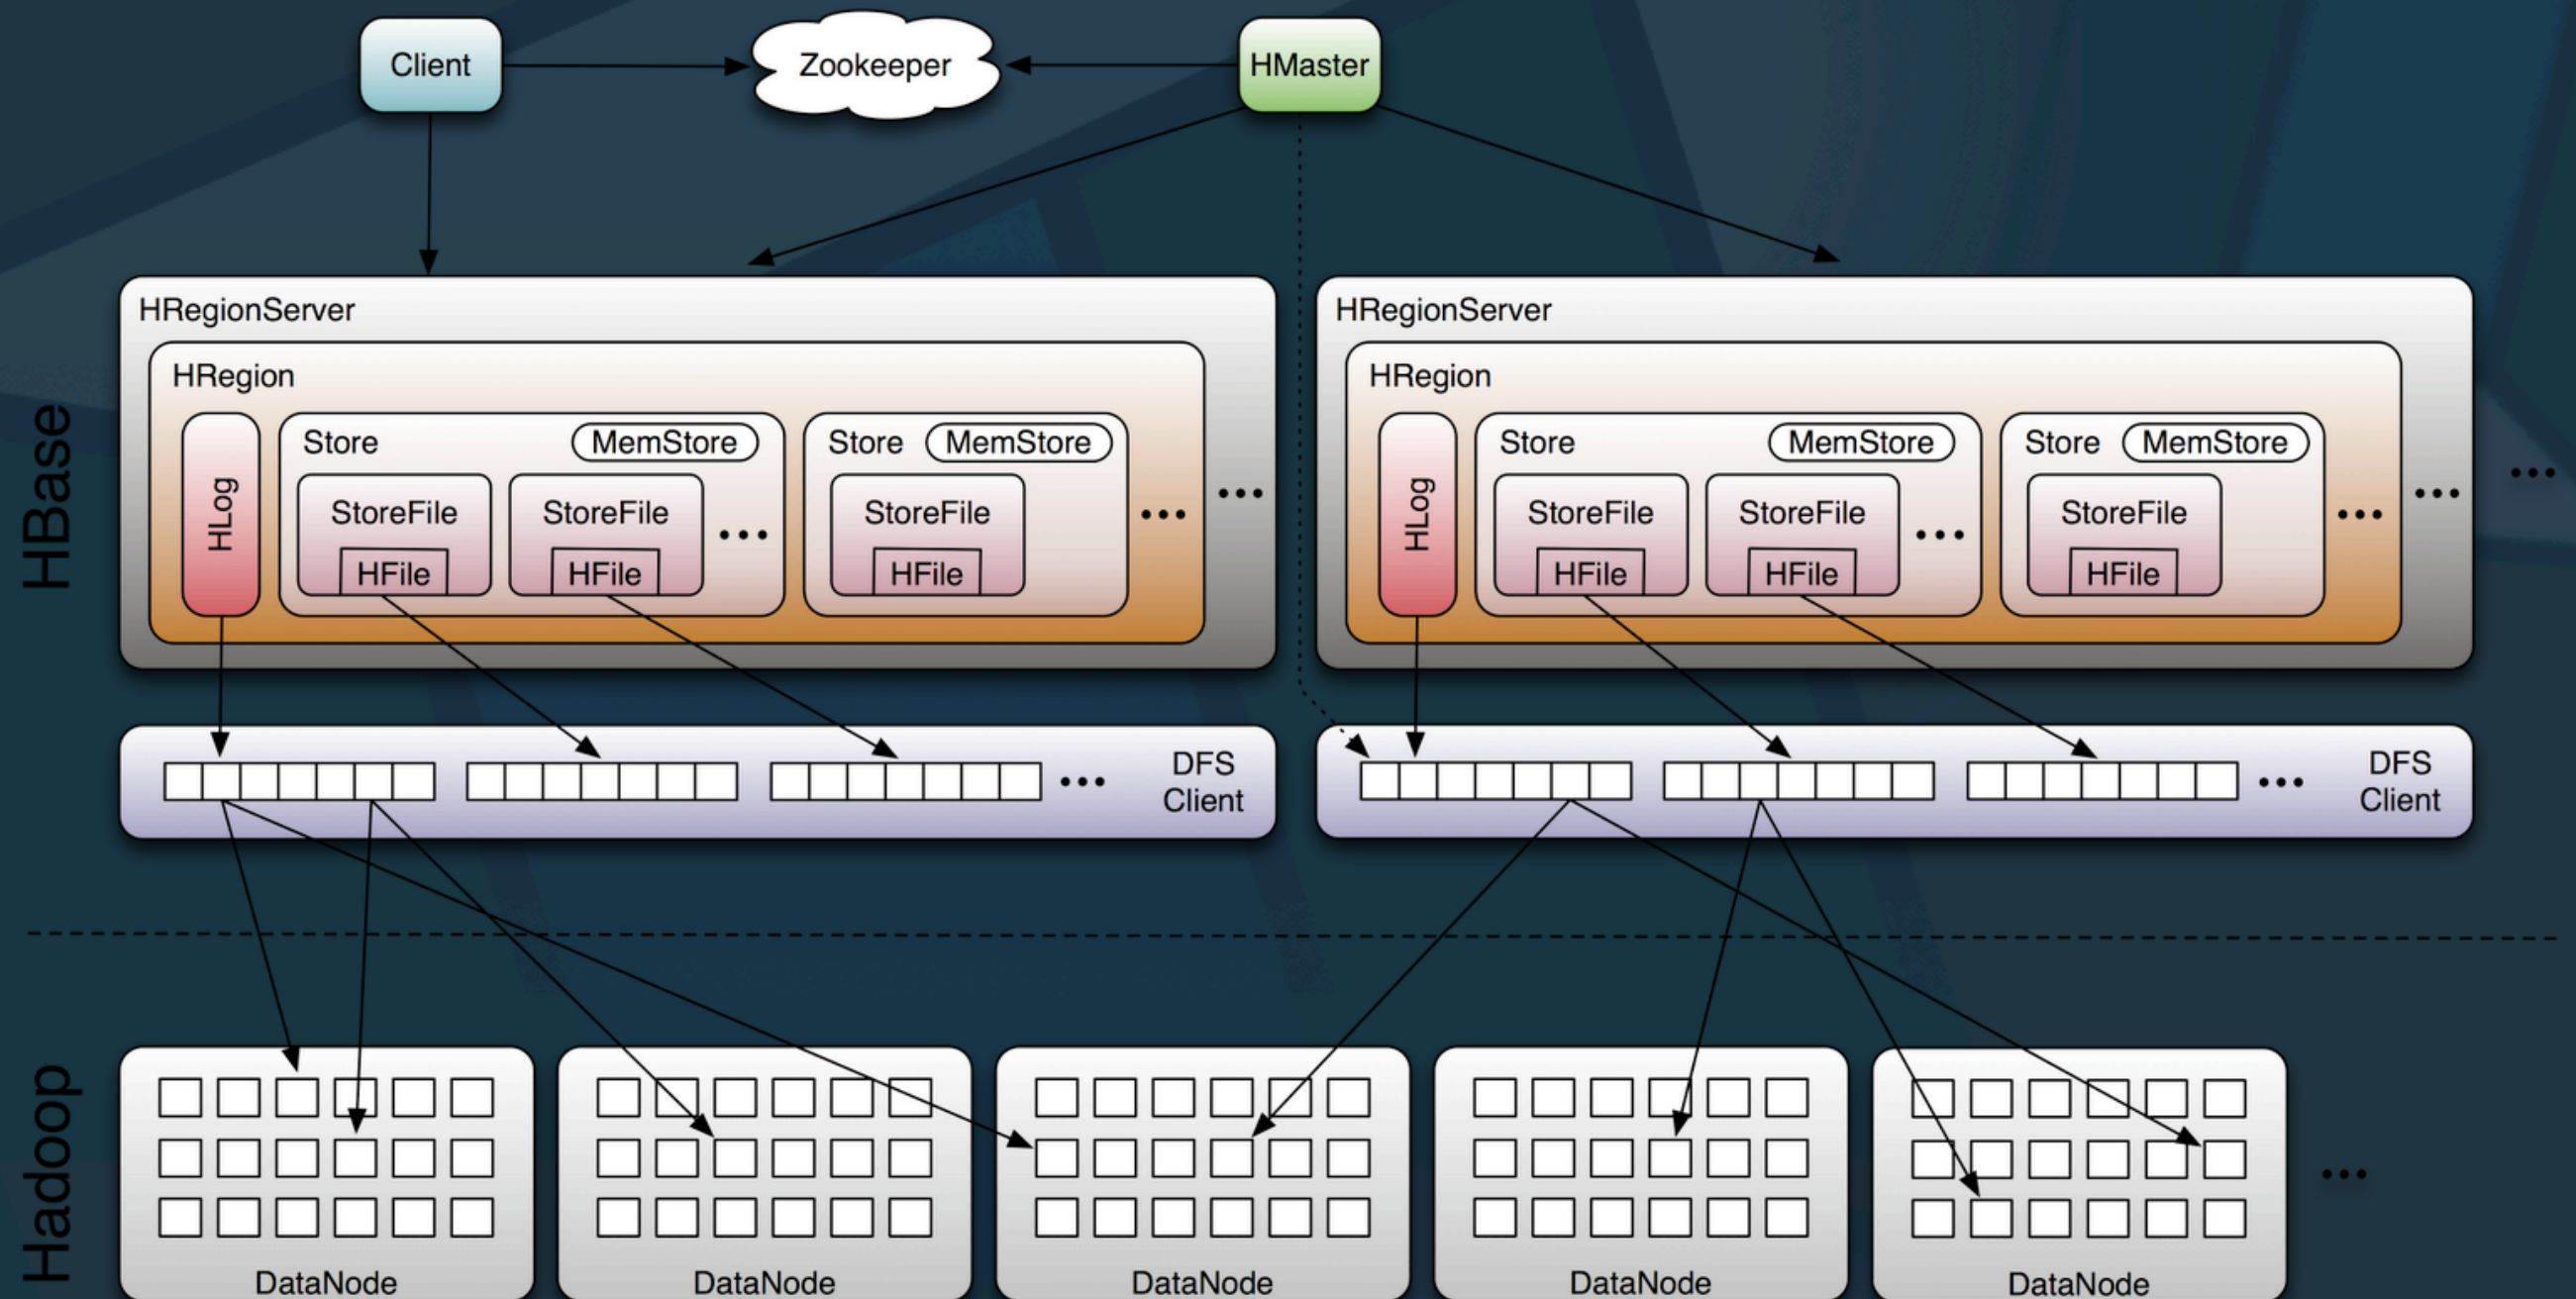 Client
Zookeeper
HMaster
HBase
HRegionServer
HRegion
HLog
Store
MemStore
StoreFile
HFile
StoreFile
HFile
...
Store
MemStore
StoreFile
HFile
...
...
HRegionServer
HRegion
HLog
Store
MemStore
StoreFile
HFile
StoreFile
HFile
...
Store
MemStore
StoreFile
HFile
...
...
...
...
DFS
Client
...
DFS
Client
Hadoop
DataNode
DataNode
DataNode
DataNode
DataNode
...